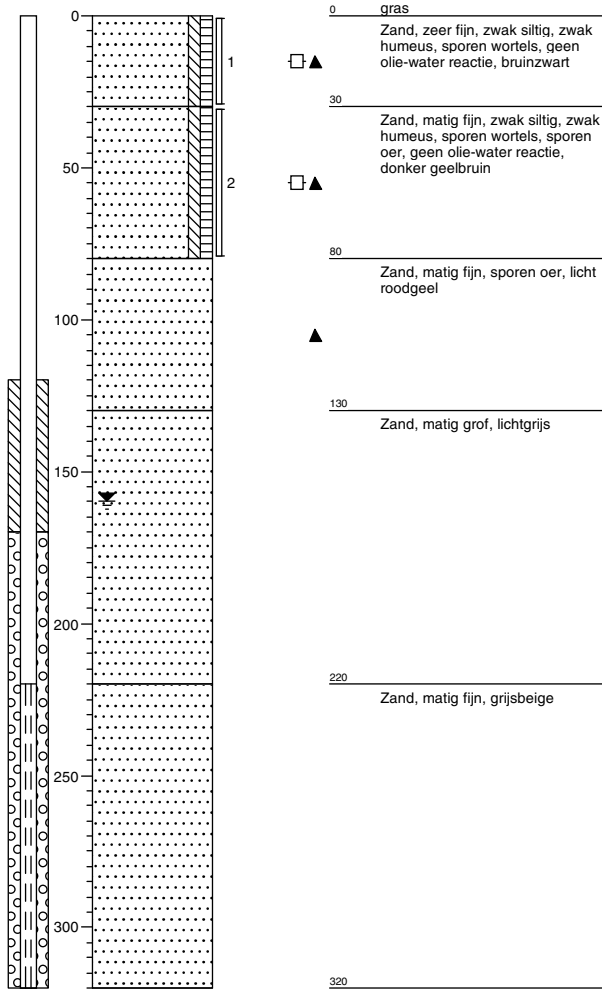 0
50
100
150
200
250
300
1
2
0
gras
Zand, zeer fijn, zwak siltig, zwak
humeus, sporen wortels, geen
olie-water reactie, bruinzwart
30
Zand, matig fijn, zwak siltig, zwak
humeus, sporen wortels, sporen
oer, geen olie-water reactie,
donker geelbruin
80
Zand, matig fijn, sporen oer, licht
roodgeel
130
Zand, matig grof, lichtgrijs
220
Zand, matig fijn, grijsbeige
320